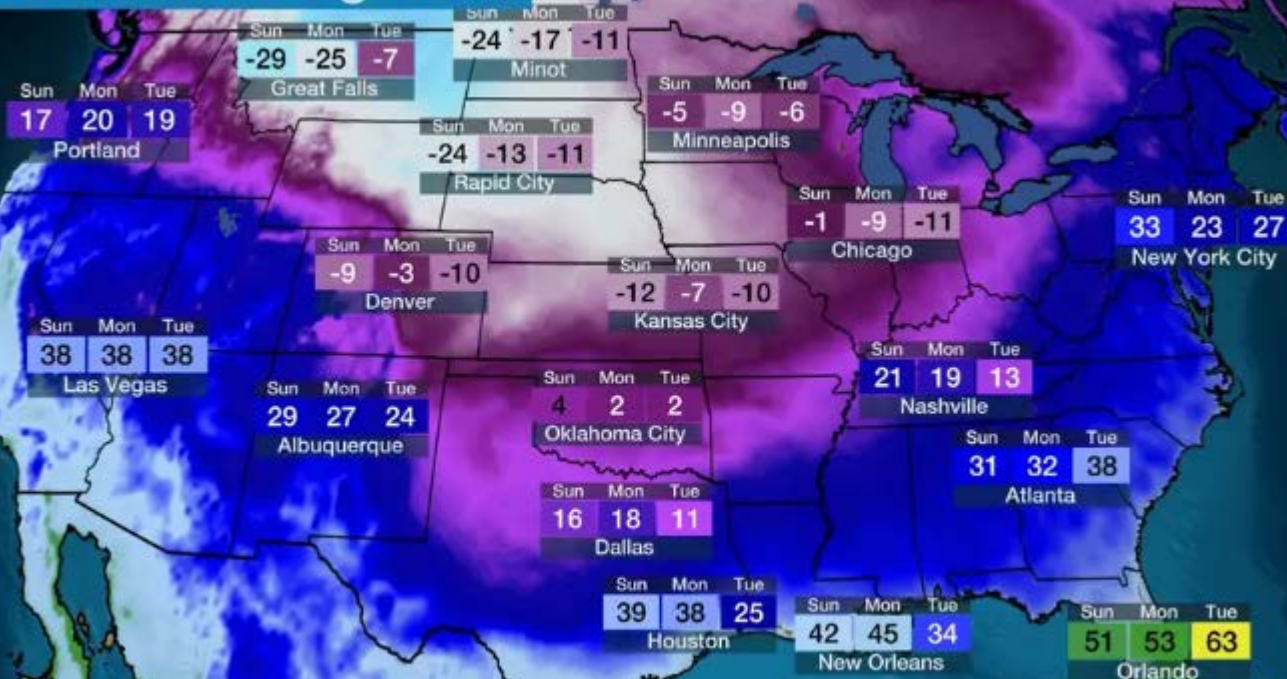 Sun Mon Tue
-24 -17 -11
Minot
Sun Mon Tue
-29 -25 -7
Great Falls
Sun Mon Tue
17 20 19
Portland
Sun Mon Tue
-5 -9 -6
Minneapolis
Sun Mon Tue
-24 -13 -11
Rapid City
Sun Mon Tue
-1 -9 -11
Chicago
Sun Mon Tue
33 23 27
New York City
Sun Mon Tue
-9 -3 -10
Denver
Sun Mon Tue
-12 -7 -10
Kansas City
Sun Mon Tue
38 38 38
Las Vegas
Sun Mon Tue
21 19 13
Nashville
Sun Mon Tue
29 27 24
Albuquerque
Sun Mon Tue
4 2 2
Oklahoma City
Sun Mon Tue
31 32 38
Atlanta
Sun Mon Tue
16 18 11
Dallas
Sun Mon Tue
39 38 25
Houston
Sun Mon Tue
42 45 34
New Orleans
Sun Mon Tue
51 53 63
Orlando